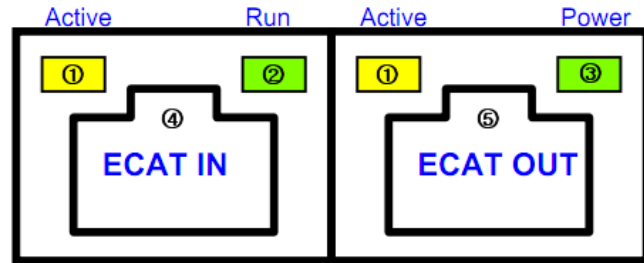 Active Run Active Power
① ② ① ③
④ ⑤
ECAT IN ECAT OUT